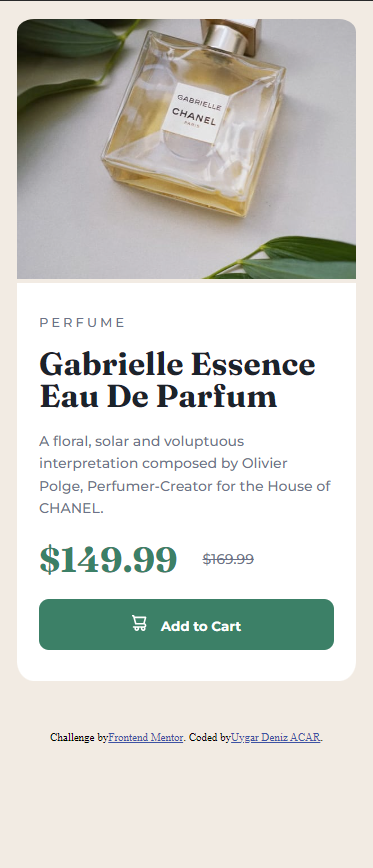 GABRIELLE
CHANEL
PARIS
PERFUME
Gabrielle Essence
Eau De Parfum
A floral, solar and voluptuous
interpretation composed by Olivier
Polge, Perfumer-Creator for the House of
CHANEL.
$149.99 $169.99
Add to Cart
Challenge byFrontend Mentor. Coded byUygar Deniz ACAR.